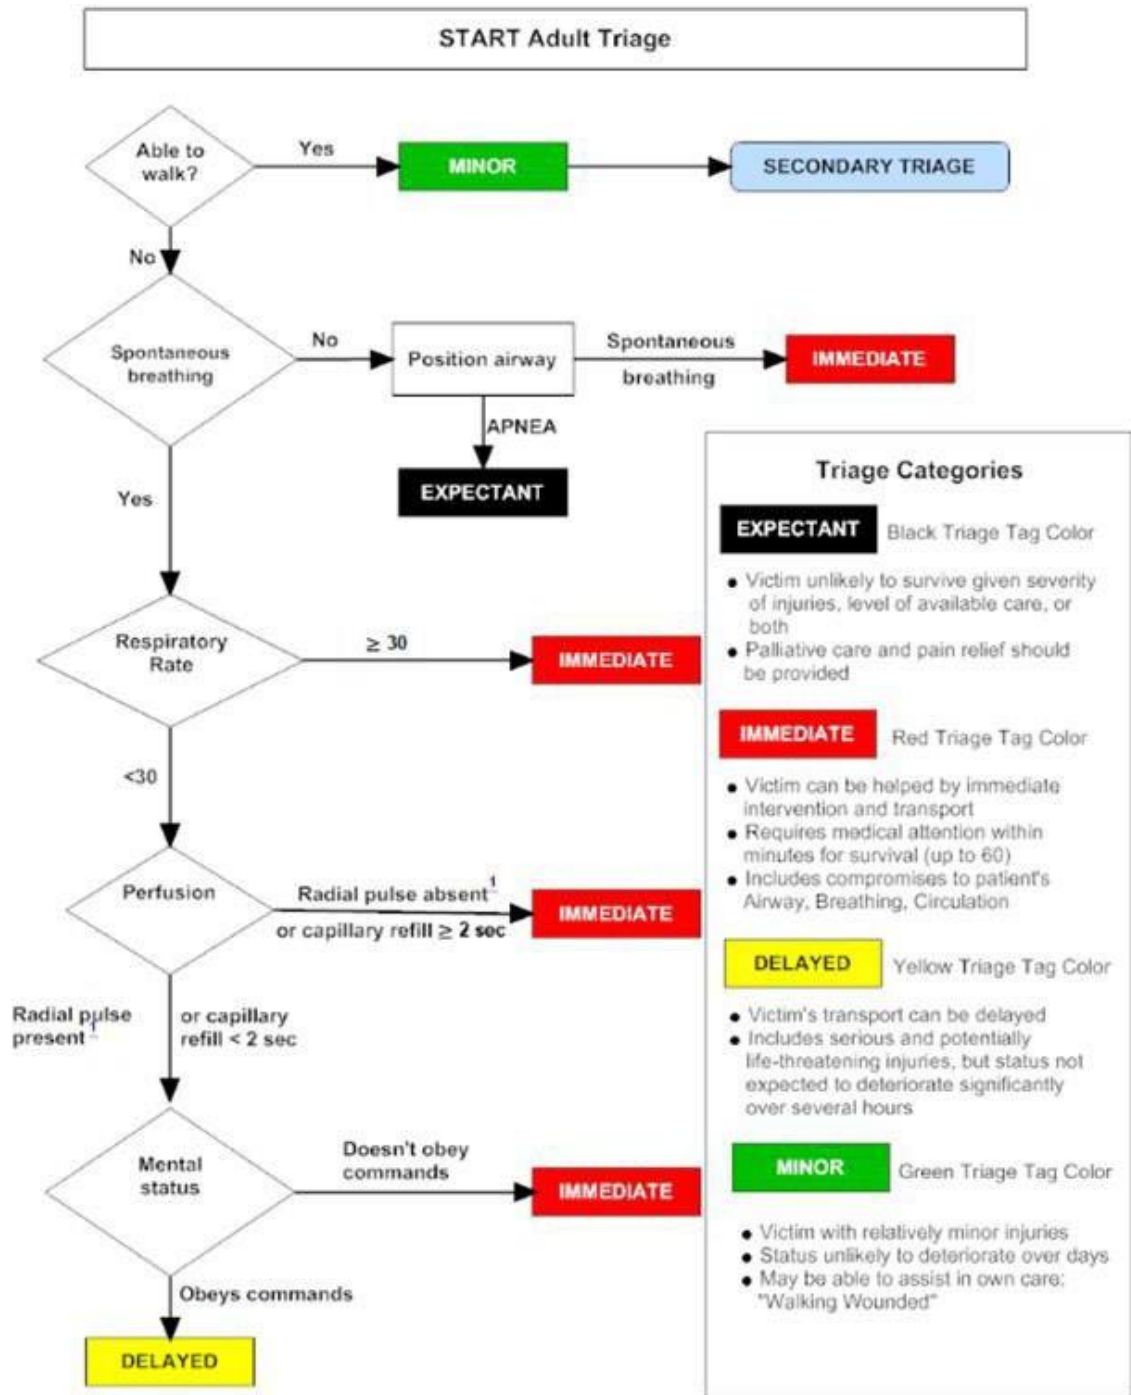 START Adult Triage
Able to
walk?
Yes
MINOR
SECONDARY TRIAGE
No
Spontaneous
breathing
No
Position airway
Spontaneous
breathing
IMMEDIATE
APNEA
EXPECTANT
Yes
Respiratory
Rate
≥ 30
IMMEDIATE
<30
Perfusion
Radial pulse absent1
or capillary refill ≥ 2 sec
IMMEDIATE
Radial pulse
present1
or capillary
refill < 2 sec
Mental
status
Doesn't obey
commands
IMMEDIATE
Obeys commands
DELAYED
Triage Categories
EXPECTANT Black Triage Tag Color
● Victim unlikely to survive given severity
of injuries, level of available care, or
both
● Palliative care and pain relief should
be provided
IMMEDIATE Red Triage Tag Color
● Victim can be helped by immediate
intervention and transport
● Requires medical attention within
minutes for survival (up to 60)
● Includes compromises to patient's
Airway, Breathing, Circulation
DELAYED Yellow Triage Tag Color
● Victim's transport can be delayed
● Includes serious and potentially
life-threatening injuries, but status not
expected to deteriorate significantly
over several hours
MINOR Green Triage Tag Color
● Victim with relatively minor injuries
● Status unlikely to deteriorate over days
● May be able to assist in own care:
"Walking Wounded"